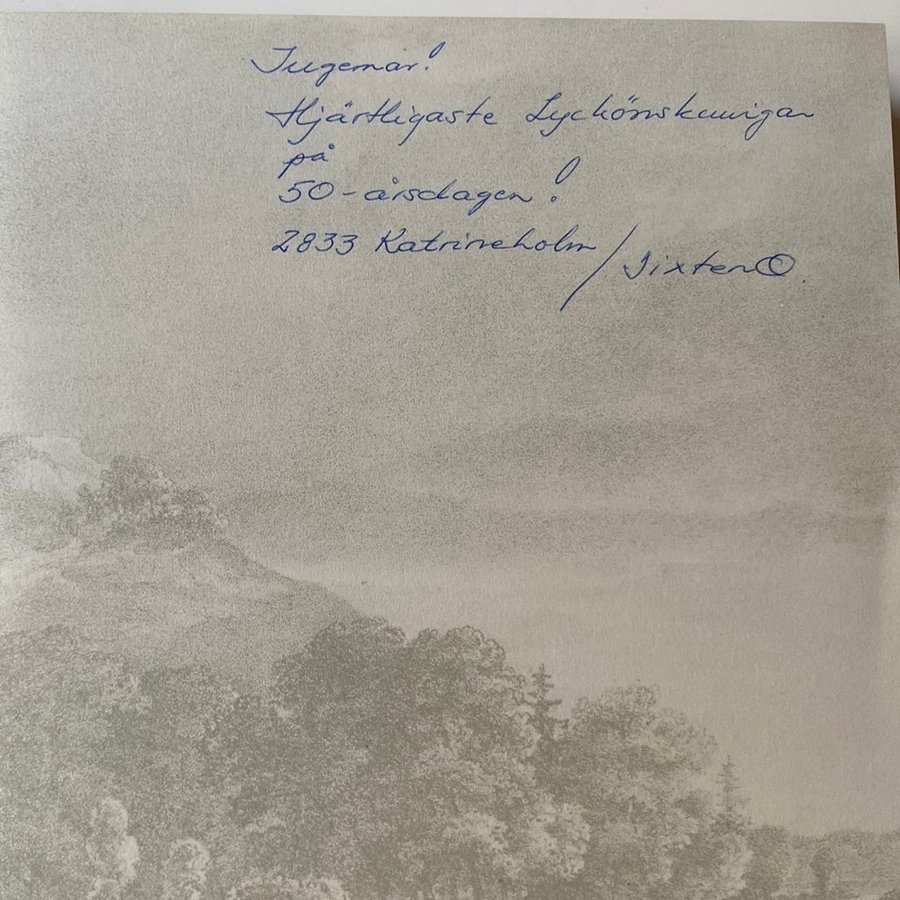 Ingemar!
Hjärtligaste Lyckönskningar
på
50-årsdagen!
2833 Katrineholm / Sixten